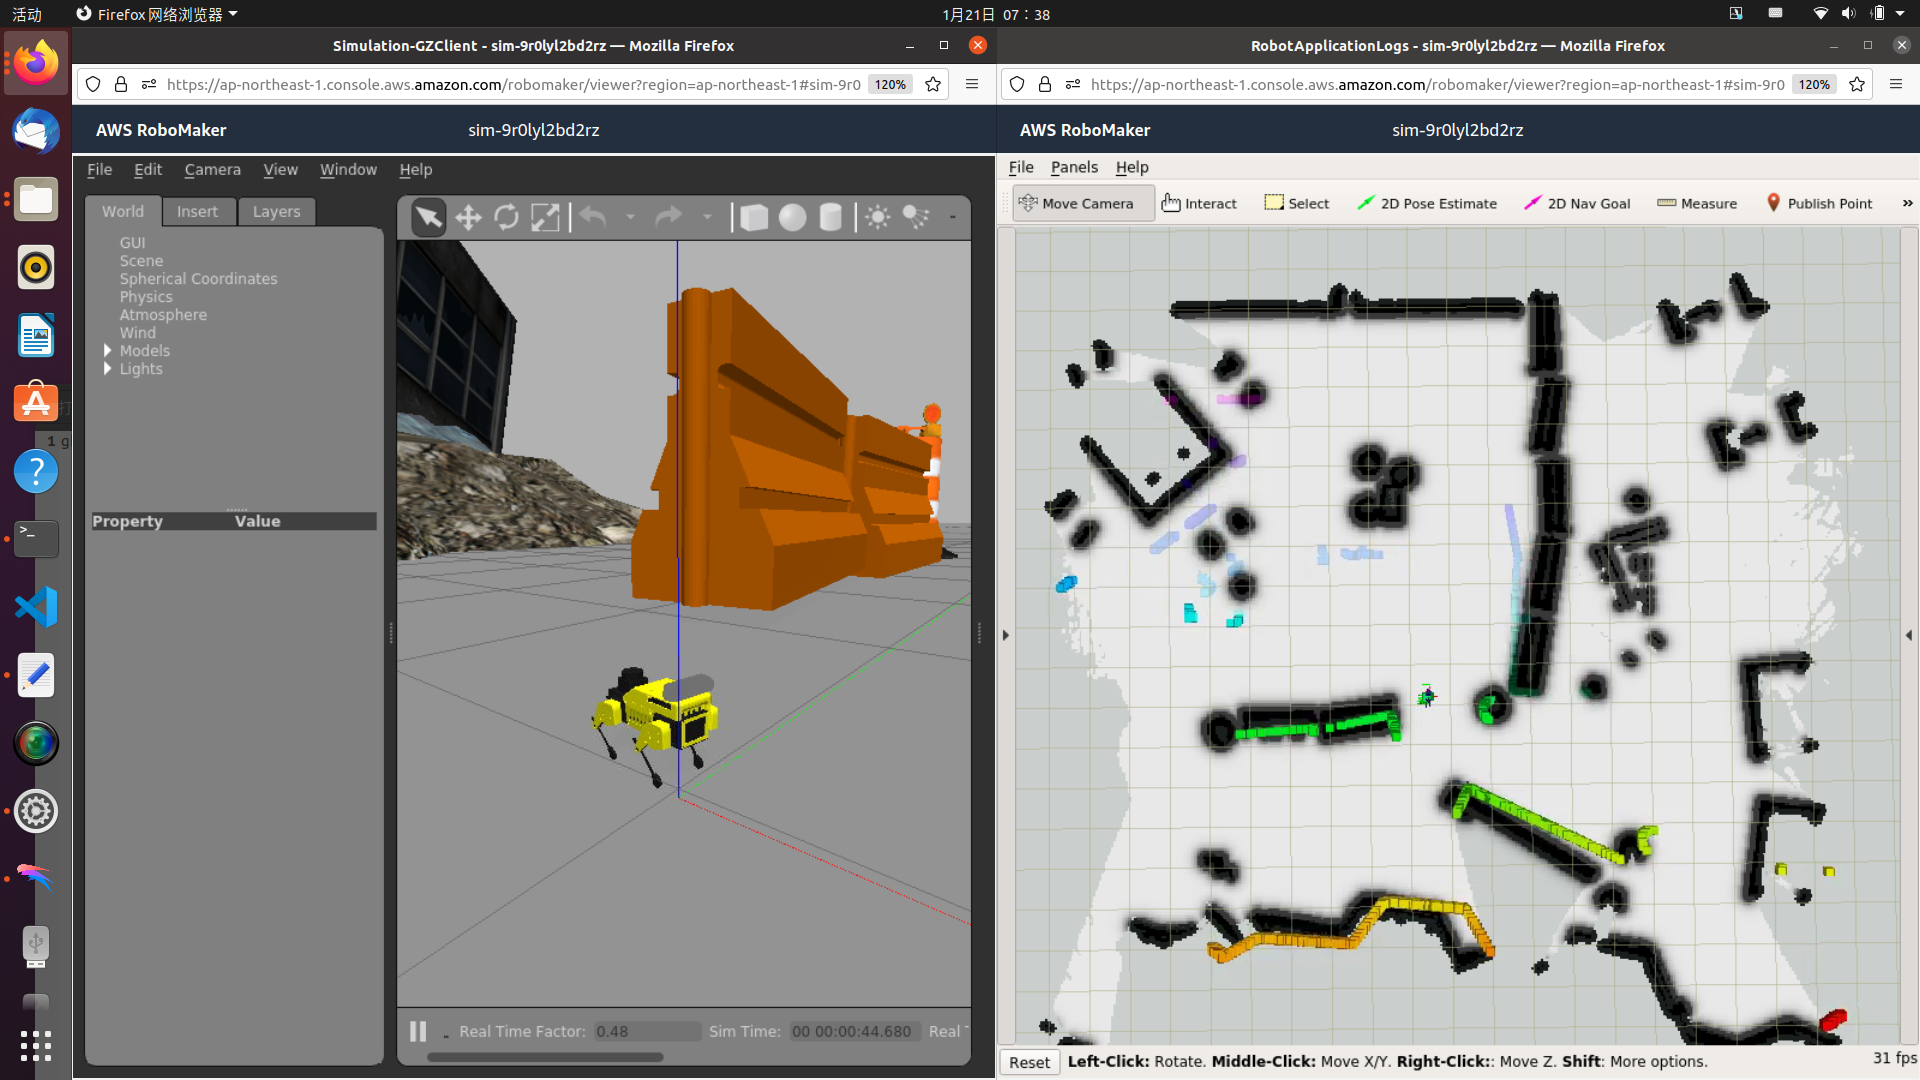 活动
Firefox 网络浏览器
1月21日 07：38
Simulation-GZClient - sim-9r0lyl2bd2rz — Mozilla Firefox
https://ap-northeast-1.console.aws.amazon.com/robomaker/viewer?region=ap-northeast-1#sim-9r0
120%
AWS RoboMaker
sim-9r0lyl2bd2rz
File Edit Camera View Window Help
World Insert Layers
GUI
Scene
Spherical Coordinates
Physics
Atmosphere
Wind
Models
Lights
Property Value
Real Time Factor: 0.48 Sim Time: 00 00:00:44.680 Real
1 g
RobotApplicationLogs - sim-9r0lyl2bd2rz — Mozilla Firefox
https://ap-northeast-1.console.aws.amazon.com/robomaker/viewer?region=ap-northeast-1#sim-9r0
120%
AWS RoboMaker
sim-9r0lyl2bd2rz
File Panels Help
Move Camera Interact Select 2D Pose Estimate 2D Nav Goal Measure Publish Point »
Reset Left-Click: Rotate. Middle-Click: Move X/Y. Right-Click:: Move Z. Shift: More options. 31 fps